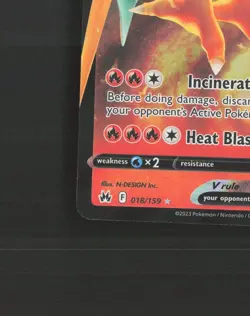 Incinerat
Before doing damage, discar
your opponent's Active Poké
Heat Blas
weakness ×2 resistance
Illus. N-DESIGN Inc.
V rule
F 018/159
your opponent
©2023 Pokémon / Nintendo /